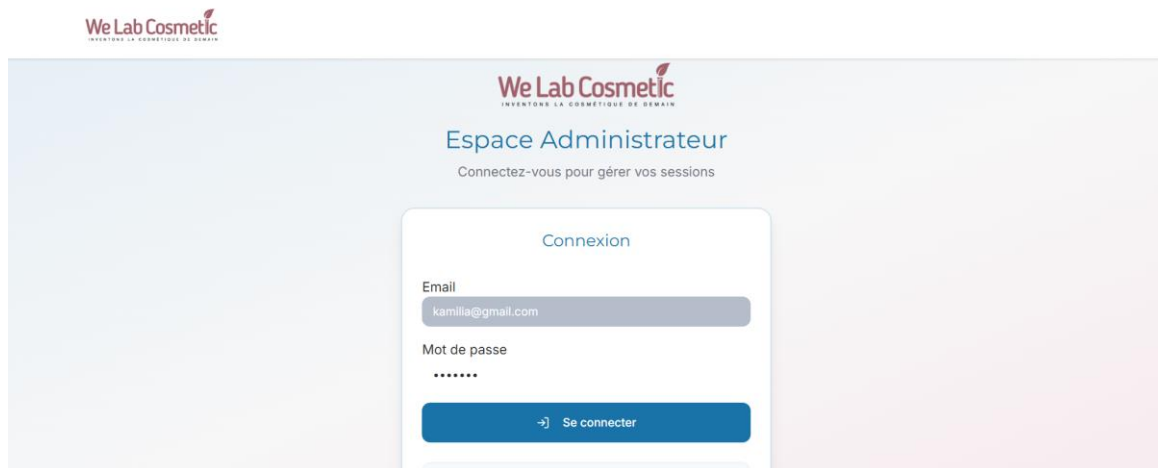 We Lab Cosmetic
INVENTONS LA COSMÉTIQUE DE DEMAIN
We Lab Cosmetic
INVENTONS LA COSMÉTIQUE DE DEMAIN
Espace Administrateur
Connectez-vous pour gérer vos sessions
Connexion
Email
kamilia@gmail.com
Mot de passe
•••••••
Se connecter